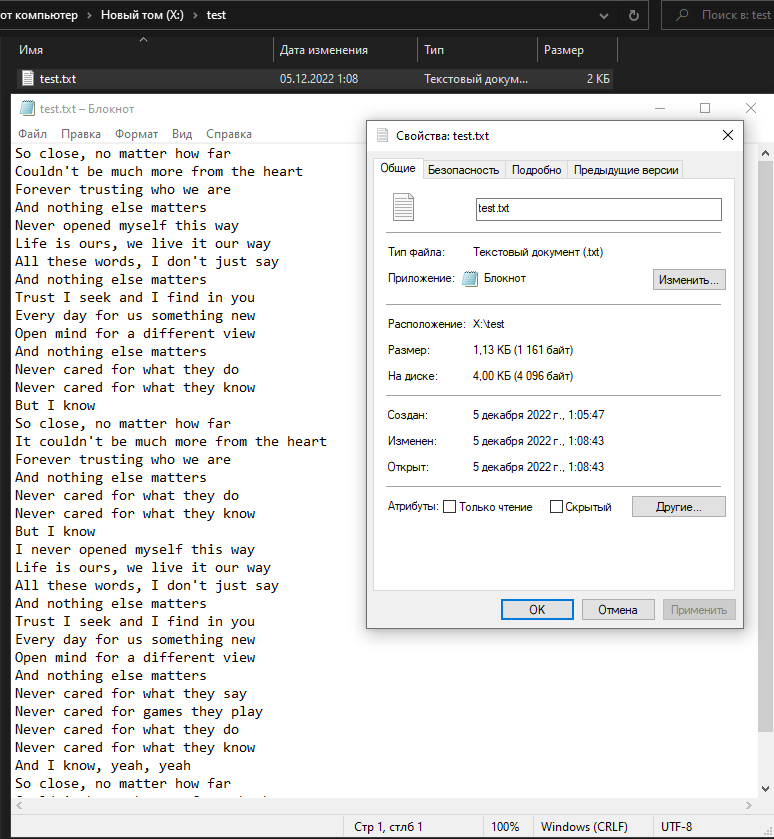 от компьютер › Новый том (X:) › test
Поиск в: test
Имя Дата изменения Тип Размер
test.txt 05.12.2022 1:08 Текстовый докум... 2 КБ
test.txt – Блокнот
Файл Правка Формат Вид Справка
So close, no matter how far
Couldn't be much more from the heart
Forever trusting who we are
And nothing else matters
Never opened myself this way
Life is ours, we live it our way
All these words, I don't just say
And nothing else matters
Trust I seek and I find in you
Every day for us something new
Open mind for a different view
And nothing else matters
Never cared for what they do
Never cared for what they know
But I know
So close, no matter how far
It couldn't be much more from the heart
Forever trusting who we are
And nothing else matters
Never cared for what they do
Never cared for what they know
But I know
I never opened myself this way
Life is ours, we live it our way
All these words, I don't just say
And nothing else matters
Trust I seek and I find in you
Every day for us something new
Open mind for a different view
And nothing else matters
Never cared for what they say
Never cared for games they play
Never cared for what they do
Never cared for what they know
And I know, yeah, yeah
So close, no matter how far
Свойства: test.txt
Общие Безопасность Подробно Предыдущие версии
test.txt
Тип файла: Текстовый документ (.txt)
Приложение: Блокнот Изменить...
Расположение: X:\test
Размер: 1,13 КБ (1 161 байт)
На диске: 4,00 КБ (4 096 байт)
Создан: 5 декабря 2022 г., 1:05:47
Изменен: 5 декабря 2022 г., 1:08:43
Открыт: 5 декабря 2022 г., 1:08:43
Атрибуты: Только чтение Скрытый Другие...
OK Отмена Применить
Стр 1, стлб 1 100% Windows (CRLF) UTF-8